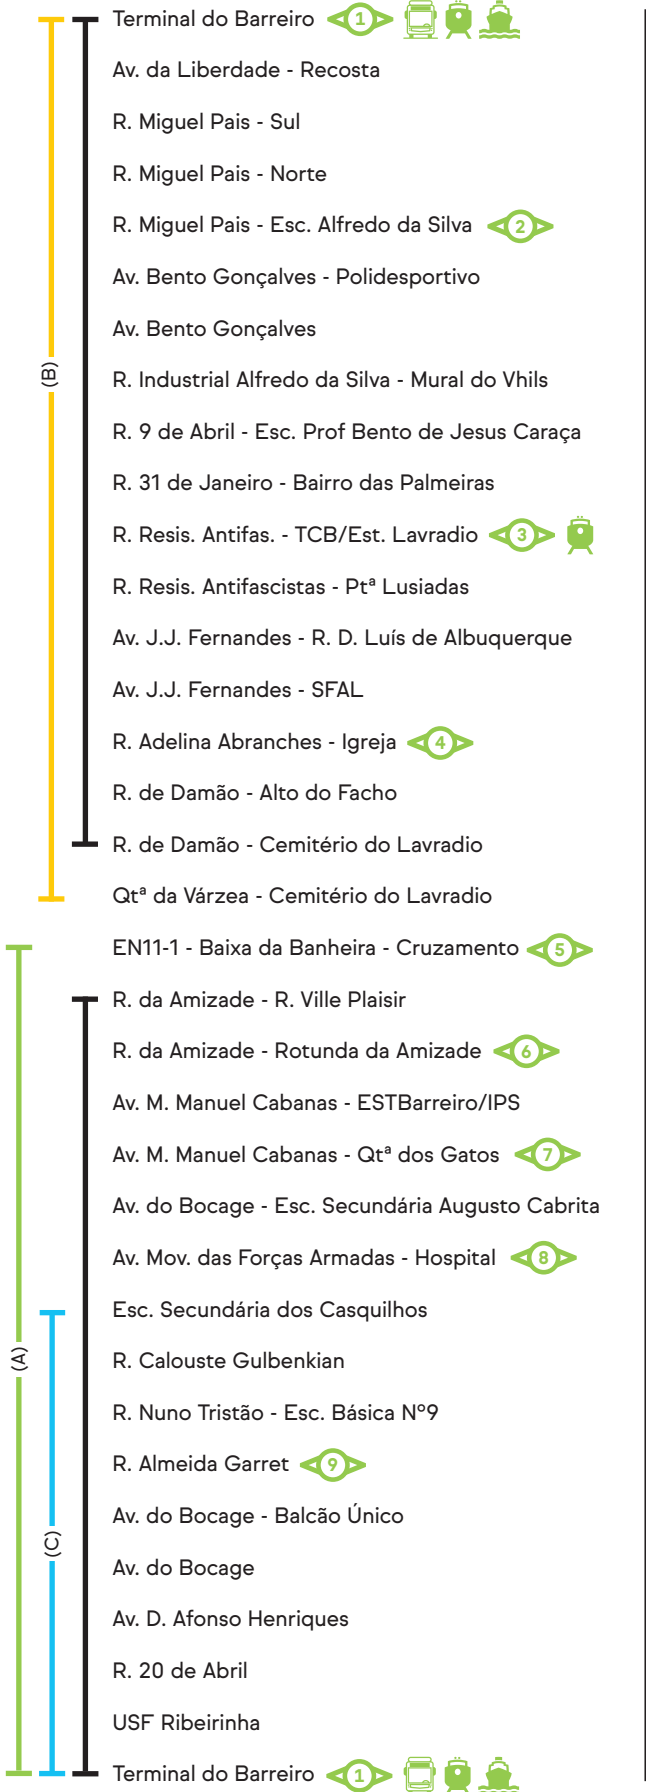 Terminal do Barreiro 1
Av. da Liberdade - Recosta
R. Miguel Pais - Sul
R. Miguel Pais - Norte
R. Miguel Pais - Esc. Alfredo da Silva 2
Av. Bento Gonçalves - Polidesportivo
Av. Bento Gonçalves
(B)
R. Industrial Alfredo da Silva - Mural do Vhils
R. 9 de Abril - Esc. Prof Bento de Jesus Caraça
R. 31 de Janeiro - Bairro das Palmeiras
R. Resis. Antifas. - TCB/Est. Lavradio 3
R. Resis. Antifascistas - Ptª Lusiadas
Av. J.J. Fernandes - R. D. Luís de Albuquerque
Av. J.J. Fernandes - SFAL
R. Adelina Abranches - Igreja 4
R. de Damão - Alto do Facho
R. de Damão - Cemitério do Lavradio
Qtª da Várzea - Cemitério do Lavradio
EN11-1 - Baixa da Banheira - Cruzamento 5
R. da Amizade - R. Ville Plaisir
R. da Amizade - Rotunda da Amizade 6
Av. M. Manuel Cabanas - ESTBarreiro/IPS
Av. M. Manuel Cabanas - Qtª dos Gatos 7
Av. do Bocage - Esc. Secundária Augusto Cabrita
Av. Mov. das Forças Armadas - Hospital 8
Esc. Secundária dos Casquilhos
(A)
R. Calouste Gulbenkian
R. Nuno Tristão - Esc. Básica Nº9
R. Almeida Garret 9
Av. do Bocage - Balcão Único
(C)
Av. do Bocage
Av. D. Afonso Henriques
R. 20 de Abril
USF Ribeirinha
Terminal do Barreiro 1